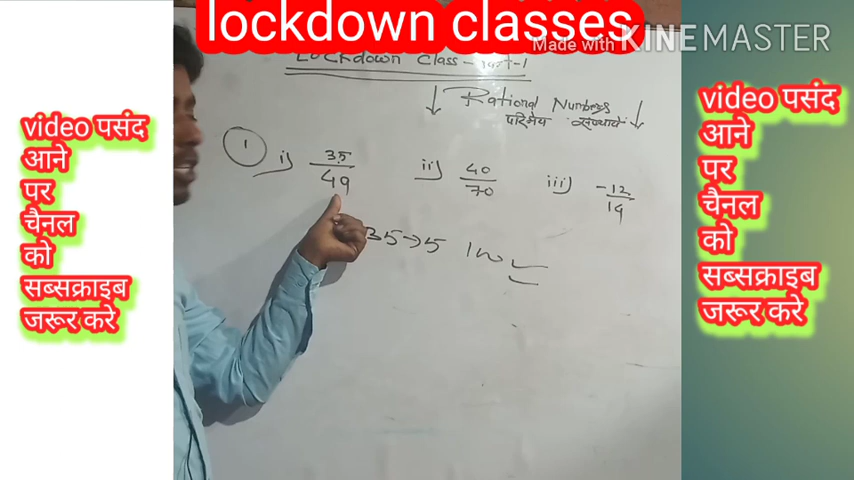 lockdown classes
Made with KINEMASTER
Lockdown Class - Part-1
Rational Numbers
परिमेय संख्याये
1 i) 35/49 ii) 40/70 iii) -12/14
35→5
video पसंद
आने
पर
चैनल
को
सब्सक्राइब
जरूर करे
video पसंद
आने
पर
चैनल
को
सब्सक्राइब
जरूर करे